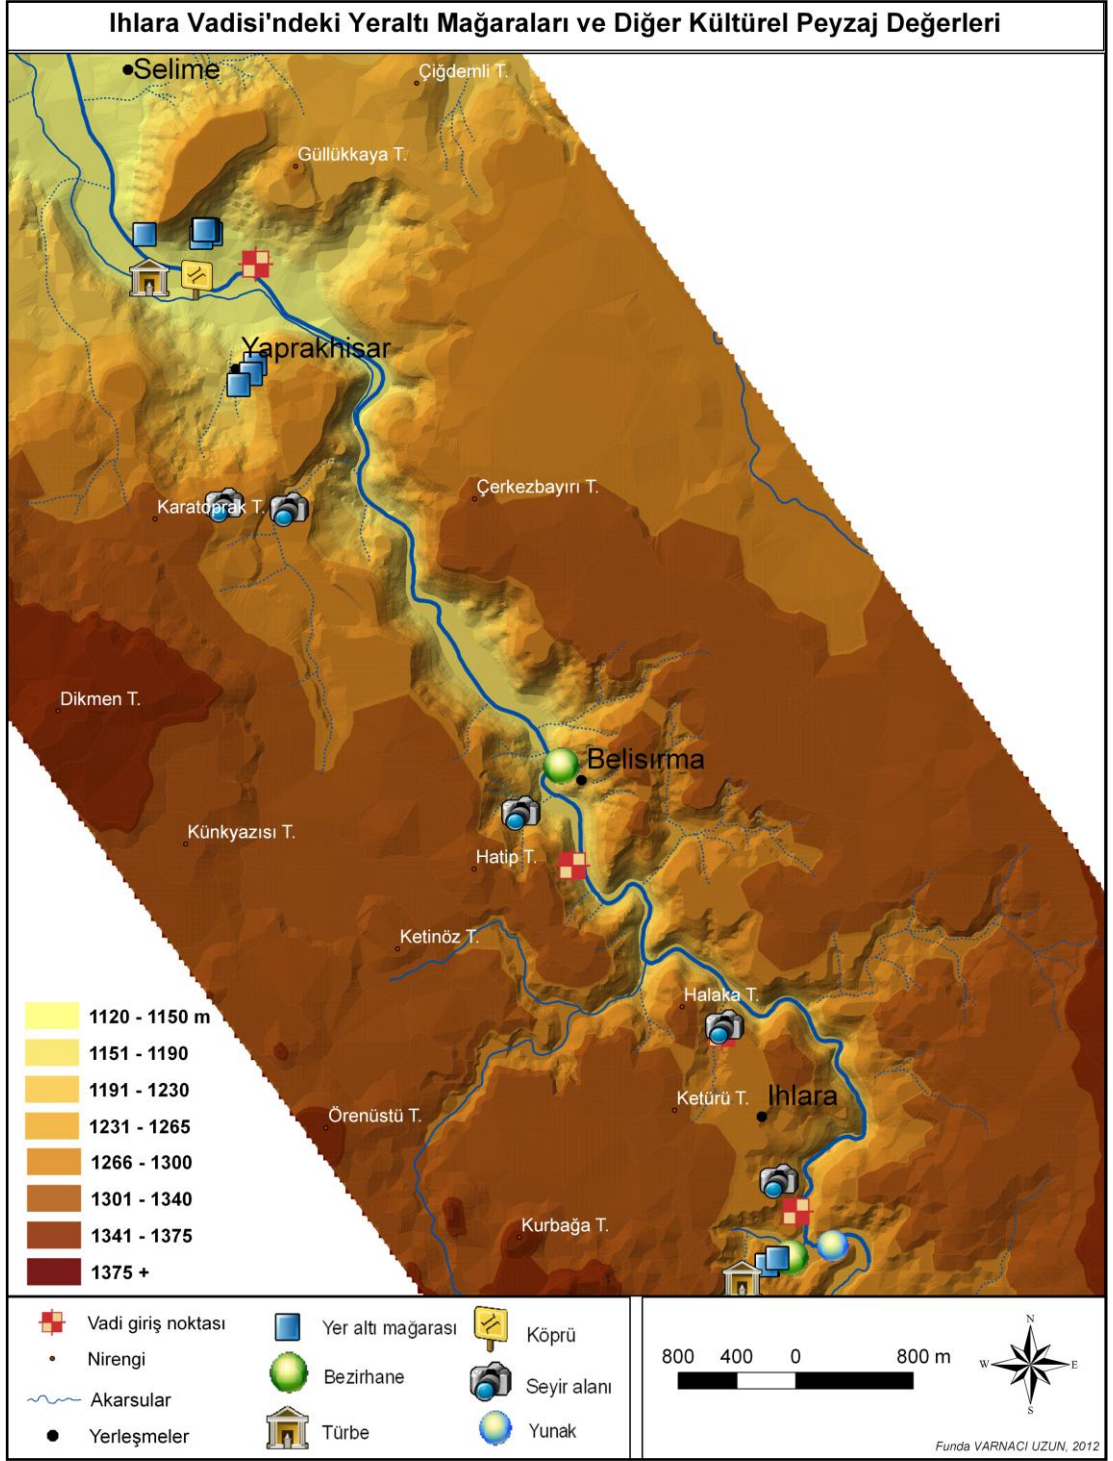 Ihlara Vadisi'ndeki Yeraltı Mağaraları ve Diğer Kültürel Peyzaj Değerleri
Selime
Çiğdemli T.
Güllükkaya T.
Yaprakhisar
Çerkezbayırı T.
Karatoprak T.
Dikmen T.
Belisırma
Künkyazısı T.
Hatip T.
Ketinöz T.
Halaka T.
Ketürü T.
Ihlara
Örenüstü T.
Kurbağa T.
1120 - 1150 m
1151 - 1190
1191 - 1230
1231 - 1265
1266 - 1300
1301 - 1340
1341 - 1375
1375 +
Vadi giriş noktası
Nirengi
Akarsular
Yerleşmeler
Yer altı mağarası
Bezirhane
Türbe
Köprü
Seyir alanı
Yunak
800 400 0 800 m
N
W E
S
Funda VARNACI UZUN, 2012